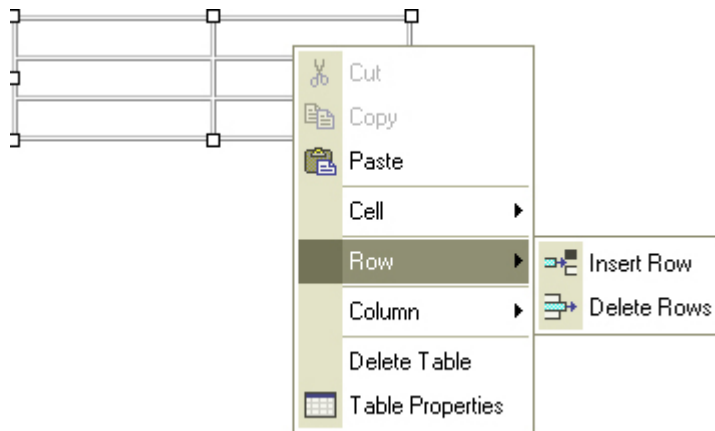 Cut
Copy
Paste
Cell
Row
Insert Row
Delete Rows
Column
Delete Table
Table Properties